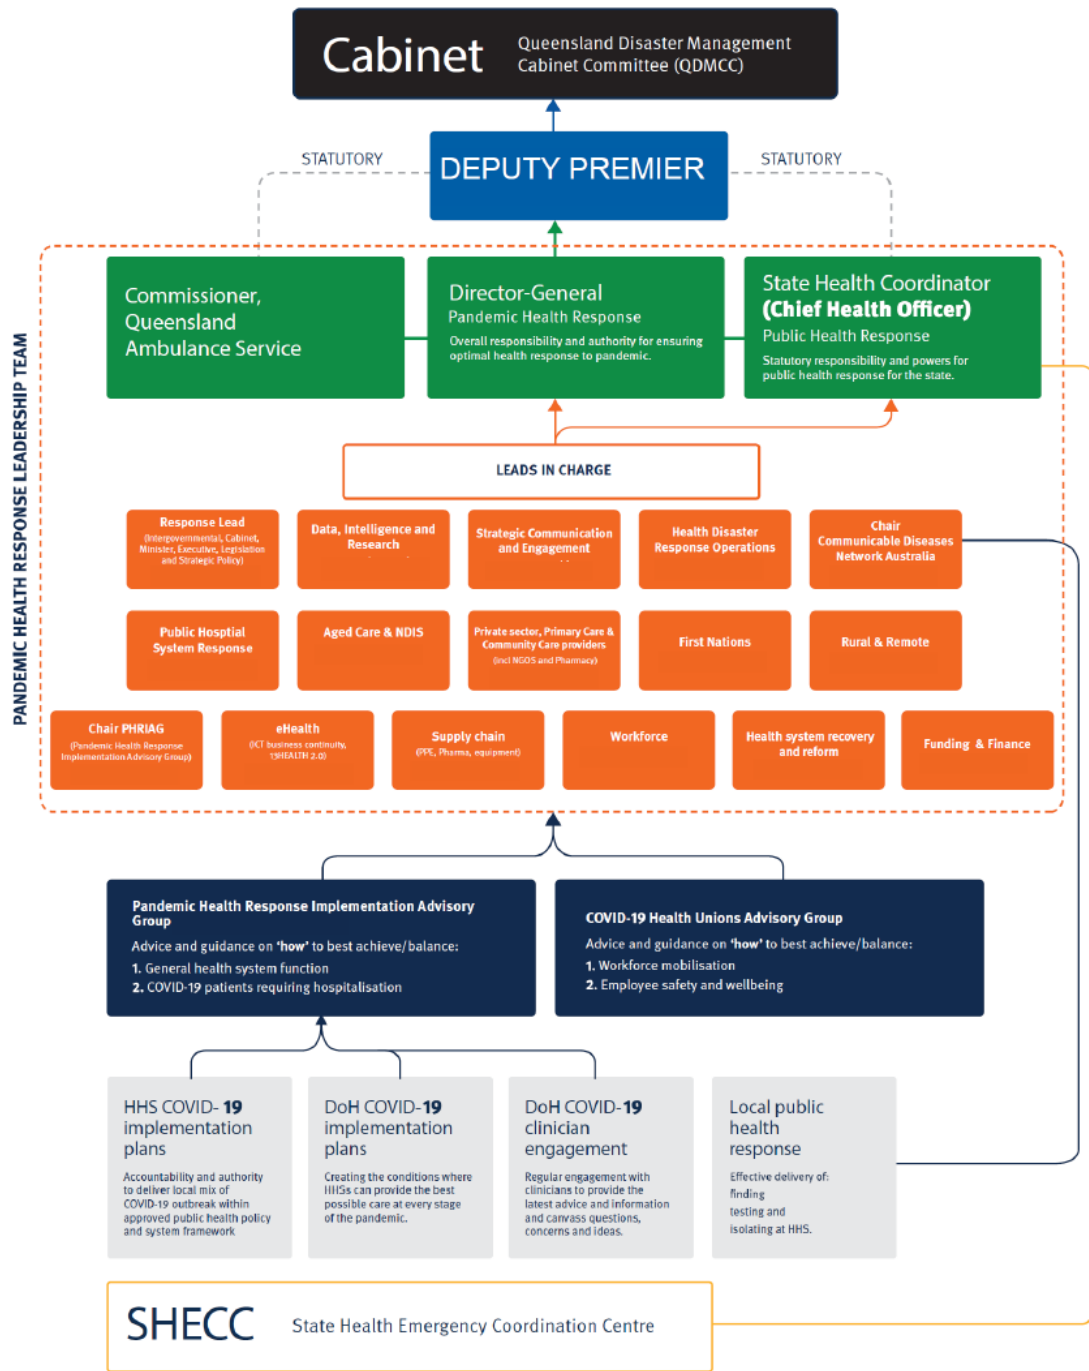 Cabinet
Queensland Disaster Management
Cabinet Committee (QDMCC)
STATUTORY
DEPUTY PREMIER
STATUTORY
PANDEMIC HEALTH RESPONSE LEADERSHIP TEAM
Commissioner,
Queensland
Ambulance Service
Director-General
Pandemic Health Response
Overall responsibility and authority for ensuring
optimal health response to pandemic.
State Health Coordinator
(Chief Health Officer)
Public Health Response
Statutory responsibility and powers for
public health response for the state.
LEADS IN CHARGE
Response Lead
(Intergovernmental, Cabinet,
Minister, Executive, Legislation
and Strategic Policy)
Data, Intelligence and
Research
Strategic Communication
and Engagement
Health Disaster
Response Operations
Chair
Communicable Diseases
Network Australia
Public Hosptial
System Response
Aged Care & NDIS
Private sector, Primary Care &
Community Care providers
(incl NGOS and Pharmacy)
First Nations
Rural & Remote
Chair PHRIAG
(Pandemic Health Response
Implementation Advisory Group)
eHealth
(ICT business continuity,
13HEALTH 2.0)
Supply chain
(PPE, Pharma, equipment)
Workforce
Health system recovery
and reform
Funding & Finance
Pandemic Health Response Implementation Advisory
Group
Advice and guidance on 'how' to best achieve/balance:
1. General health system function
2. COVID-19 patients requiring hospitalisation
COVID-19 Health Unions Advisory Group
Advice and guidance on 'how' to best achieve/balance:
1. Workforce mobilisation
2. Employee safety and wellbeing
HHS COVID-19
implementation
plans
Accountability and authority
to deliver local mix of
COVID-19 outbreak within
approved public health policy
and system framework
DoH COVID-19
implementation
plans
Creating the conditions where
HHSs can provide the best
possible care at every stage
of the pandemic.
DoH COVID-19
clinician
engagement
Regular engagement with
clinicians to provide the
latest advice and information
and canvass questions,
concerns and ideas.
Local public
health
response
Effective delivery of:
finding
testing and
isolating at HHS.
SHECC
State Health Emergency Coordination Centre